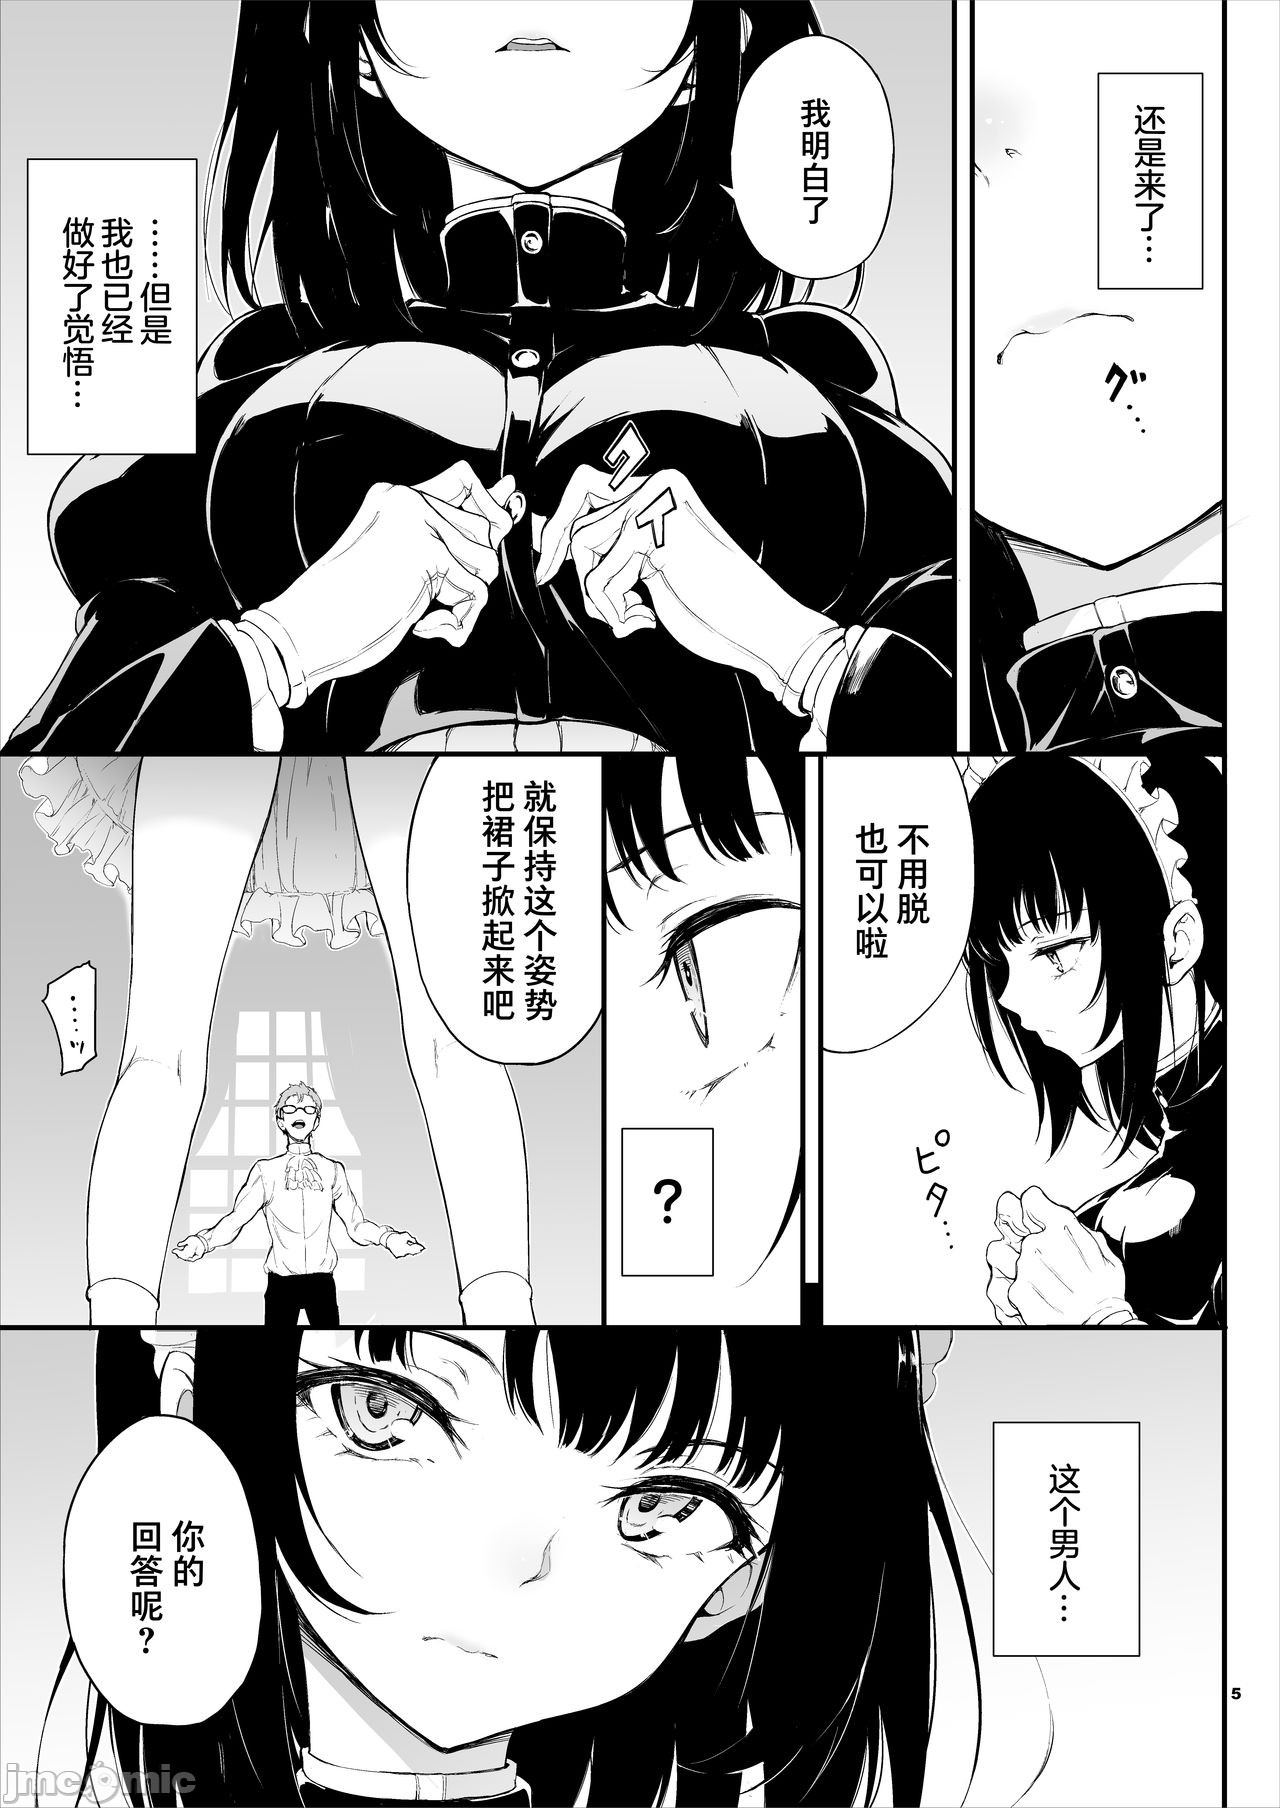 还是来了…
グ…
我明白了
クイ
……但是
我也已经
做好了觉悟…
不用脱
也可以啦
ピタ…
?
就保持这个姿势
把裙子掀起来吧
……ッ
这个男人…
你的
回答呢?
5
jmcomic